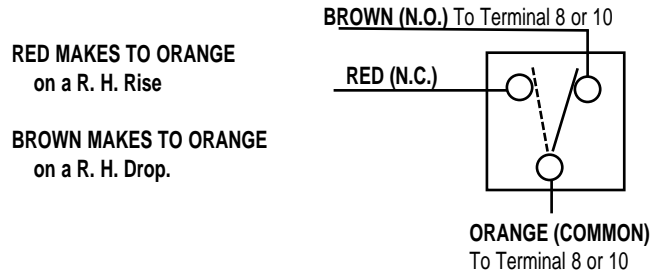 BROWN (N.O.) To Terminal 8 or 10
RED MAKES TO ORANGE
on a R. H. Rise
RED (N.C.)
BROWN MAKES TO ORANGE
on a R. H. Drop.
ORANGE (COMMON)
To Terminal 8 or 10